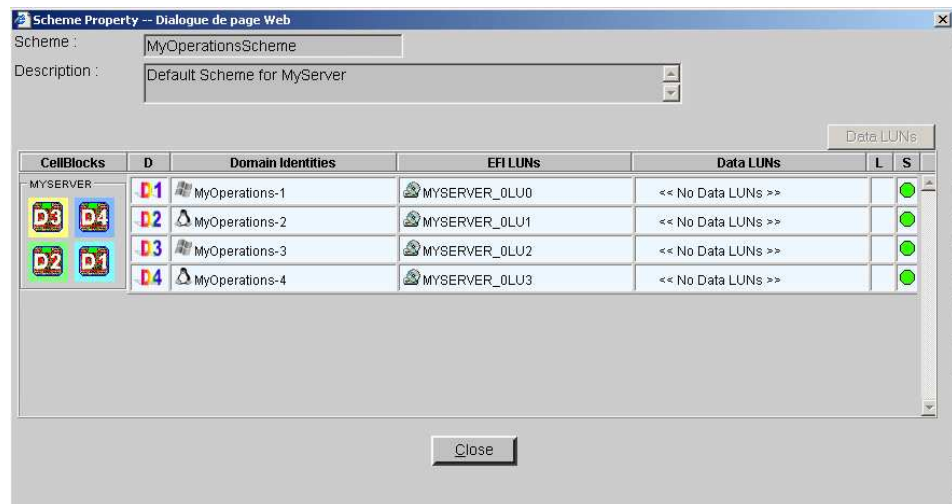 Scheme Property -- Dialogue de page Web
Scheme :
MyOperationsScheme
Description :
Default Scheme for MyServer
Data LUNs
CellBlocks D Domain Identities EFI LUNs Data LUNs L S
MYSERVER
D3 D4
D2 D1
D1 MyOperations-1 MYSERVER_0LU0 << No Data LUNs >>
D2 MyOperations-2 MYSERVER_0LU1 << No Data LUNs >>
D3 MyOperations-3 MYSERVER_0LU2 << No Data LUNs >>
D4 MyOperations-4 MYSERVER_0LU3 << No Data LUNs >>
Close